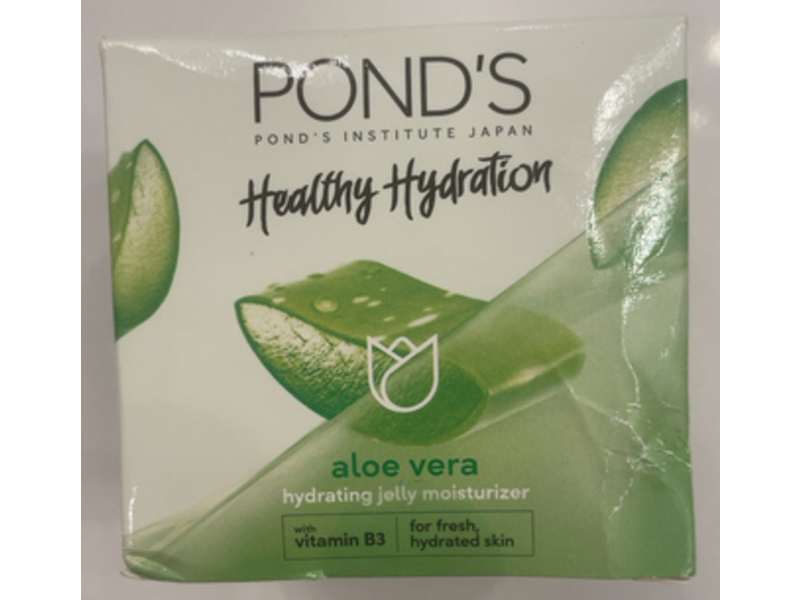 POND'S
POND'S INSTITUTE JAPAN
Healthy Hydration
aloe vera
hydrating jelly moisturizer
with
vitamin B3
for fresh,
hydrated skin